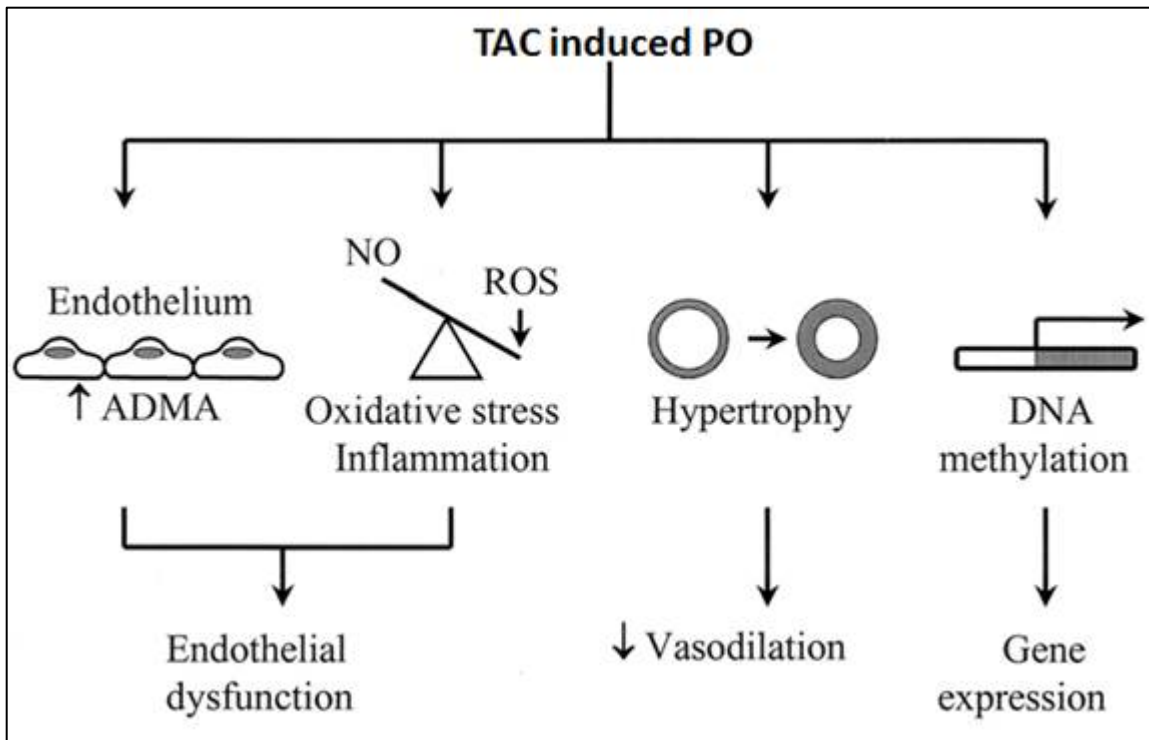 TAC induced PO
NO
ROS
Endothelium
↑ ADMA
Oxidative stress
Inflammation
Hypertrophy
DNA
methylation
Endothelial
dysfunction
↓ Vasodilation
Gene
expression